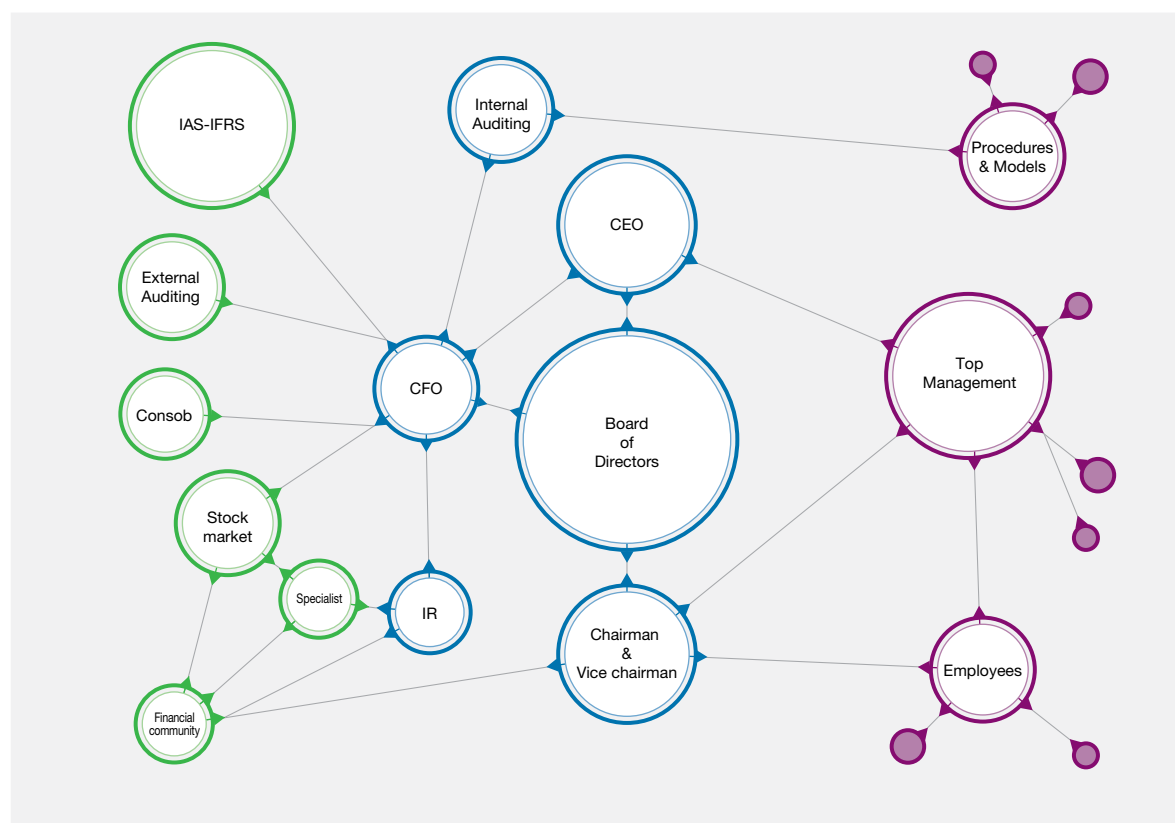 IAS-IFRS
Internal
Auditing
Procedures
& Models
CEO
External
Auditing
Top
Management
CFO
Consob
Board
of
Directors
Stock
market
Specialist
IR
Chairman
&
Vice chairman
Employees
Financial
community